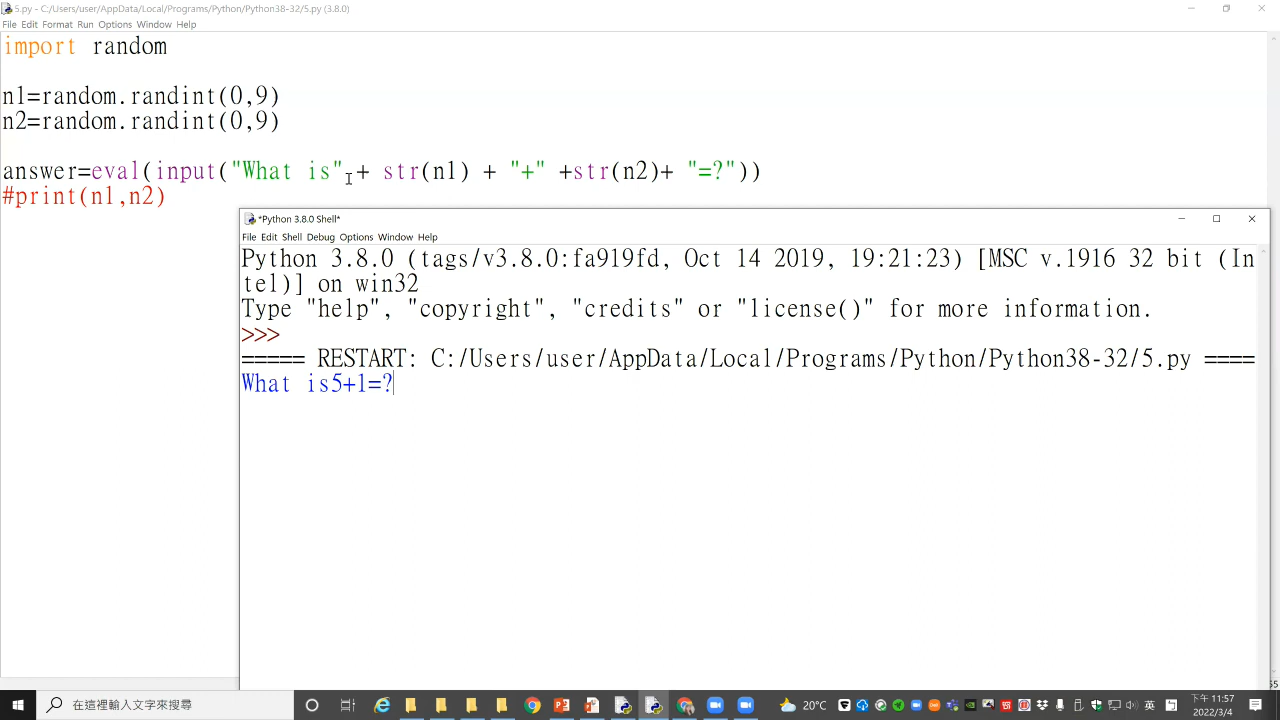 5.py - C:/Users/user/AppData/Local/Programs/Python/Python38-32/5.py (3.8.0)
File Edit Format Run Options Window Help
import random
n1=random.randint(0,9)
n2=random.randint(0,9)
answer=eval(input("What is" + str(n1) + "+" +str(n2)+ "=?"))
#print(n1,n2)
*Python 3.8.0 Shell*
File Edit Shell Debug Options Window Help
Python 3.8.0 (tags/v3.8.0:fa919fd, Oct 14 2019, 19:21:23) [MSC v.1916 32 bit (In
tel)] on win32
Type "help", "copyright", "credits" or "license()" for more information.
>>>
===== RESTART: C:/Users/user/AppData/Local/Programs/Python/Python38-32/5.py ====
What is5+1=?
在這裡輸入文字來搜尋
20°C
英
下午 11:57
2022/3/4